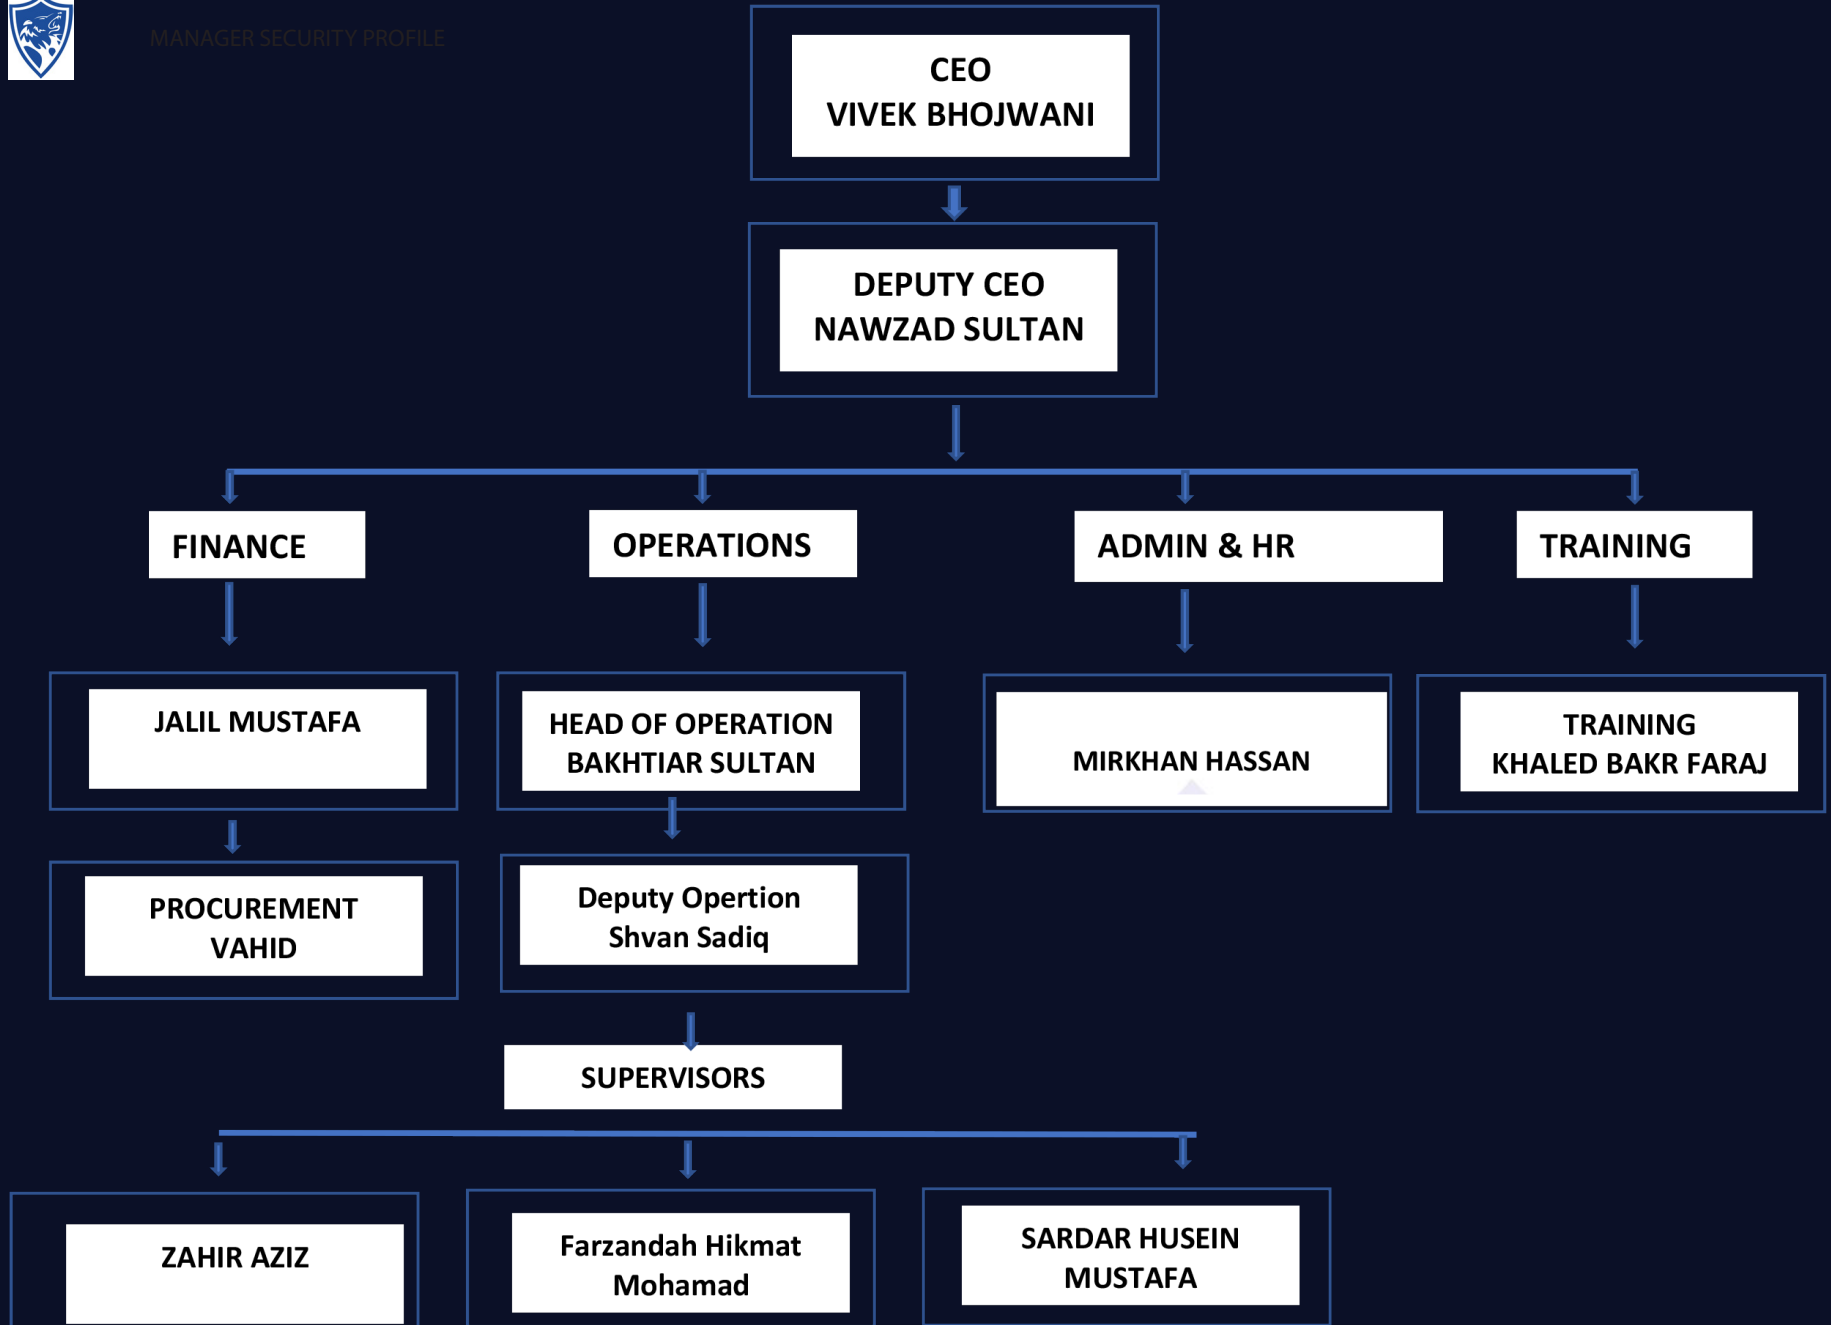 MANAGER SECURITY PROFILE
CEO
VIVEK BHOJWANI
DEPUTY CEO
NAWZAD SULTAN
FINANCE
OPERATIONS
ADMIN & HR
TRAINING
JALIL MUSTAFA
HEAD OF OPERATION
BAKHTIAR SULTAN
MIRKHAN HASSAN
TRAINING
KHALED BAKR FARAJ
PROCUREMENT
VAHID
Deputy Opertion
Shvan Sadiq
SUPERVISORS
ZAHIR AZIZ
Farzandah Hikmat
Mohamad
SARDAR HUSEIN
MUSTAFA